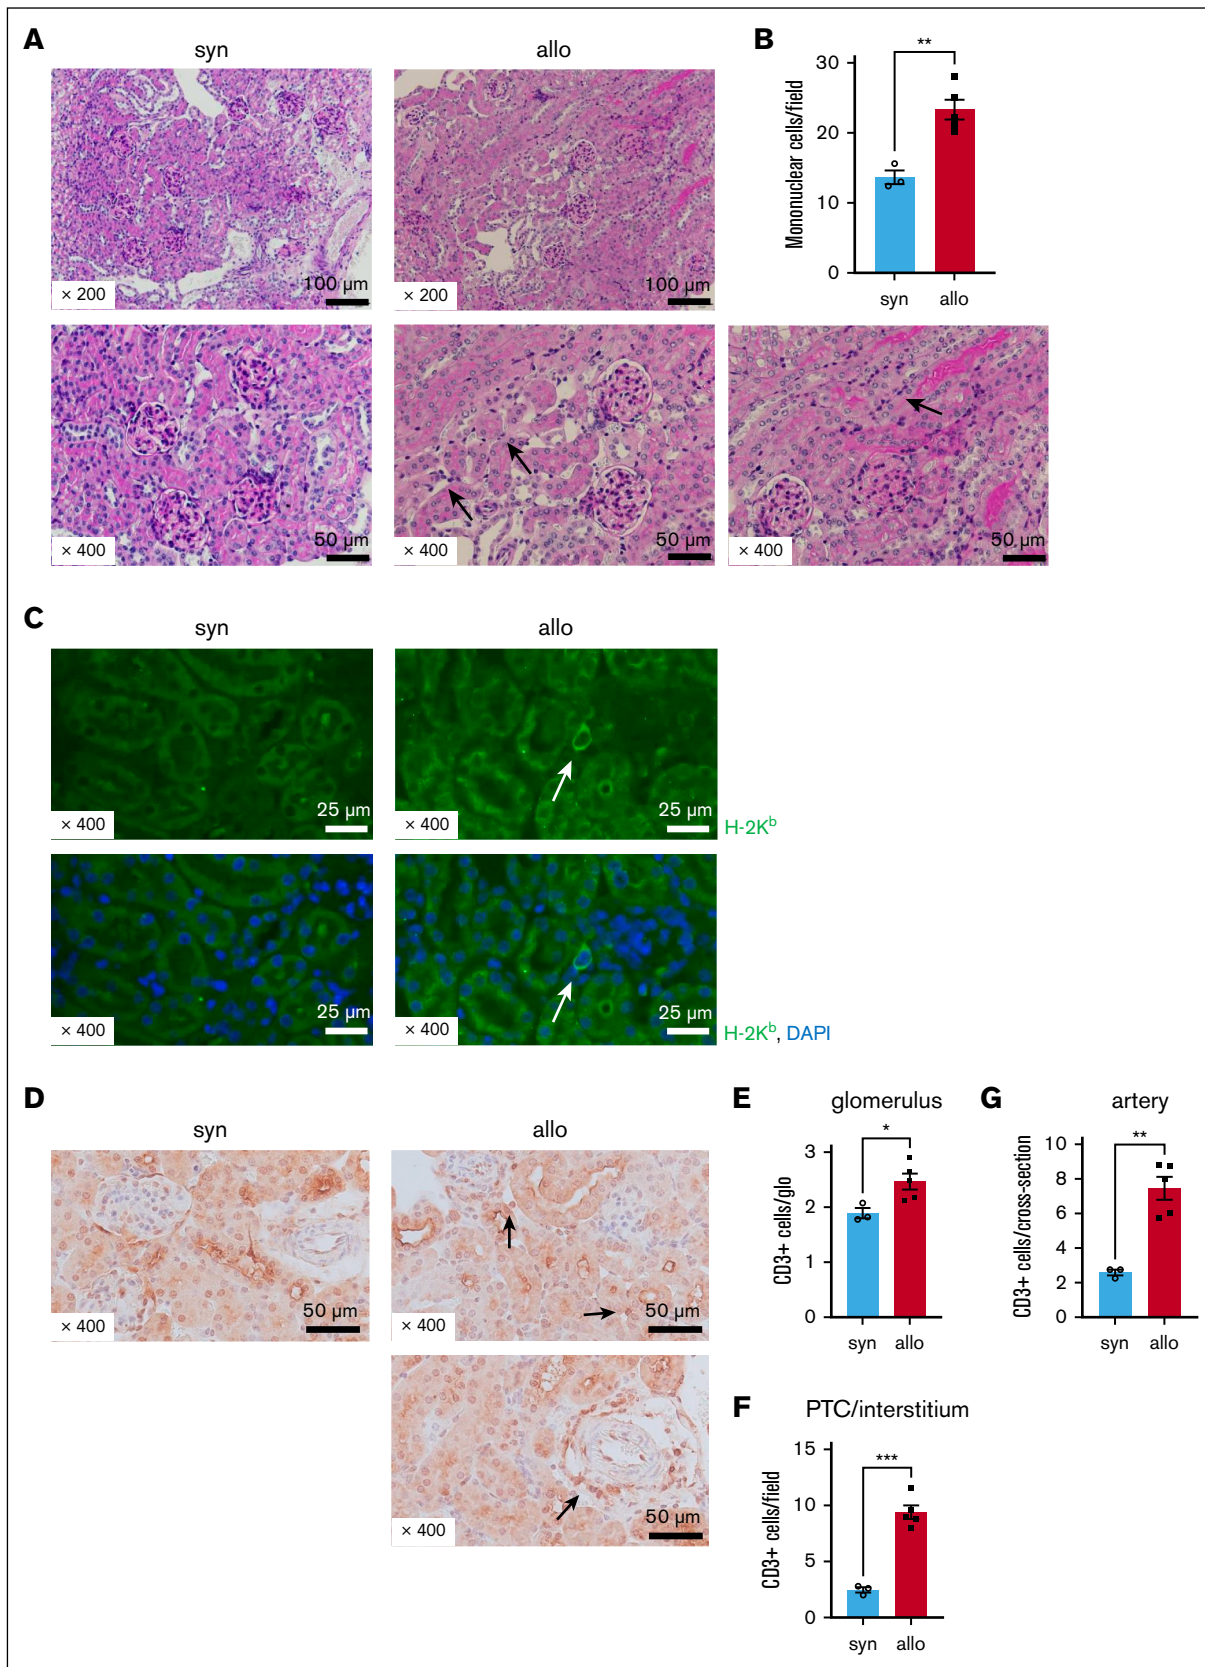 A
syn
allo
× 200
100 µm
× 200
100 µm
× 400
50 µm
× 400
50 µm
× 400
50 µm
B
**
Mononuclear cells/field
30
20
10
0
syn
allo
C
syn
allo
× 400
25 µm
× 400
25 µm
H-2Kᵇ
× 400
25 µm
× 400
25 µm
H-2Kᵇ, DAPI
D
syn
allo
× 400
50 µm
× 400
50 µm
× 400
50 µm
E
glomerulus
*
CD3+ cells/glo
3
2
1
0
syn
allo
G
artery
**
CD3+ cells/cross-section
10
8
6
4
2
0
syn
allo
F
PTC/interstitium
***
CD3+ cells/field
15
10
5
0
syn
allo